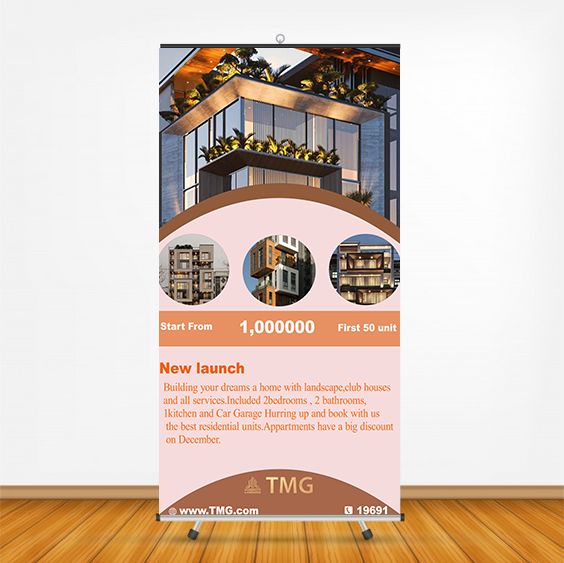 Start From 1,000000 First 50 unit
New launch
Building your dreams a home with landscape,club houses
and all services.Included 2bedrooms , 2 bathrooms,
1kitchen and Car Garage Hurring up and book with us
the best residential units.Appartments have a big discount
on December.
TMG
www.TMG.com 19691